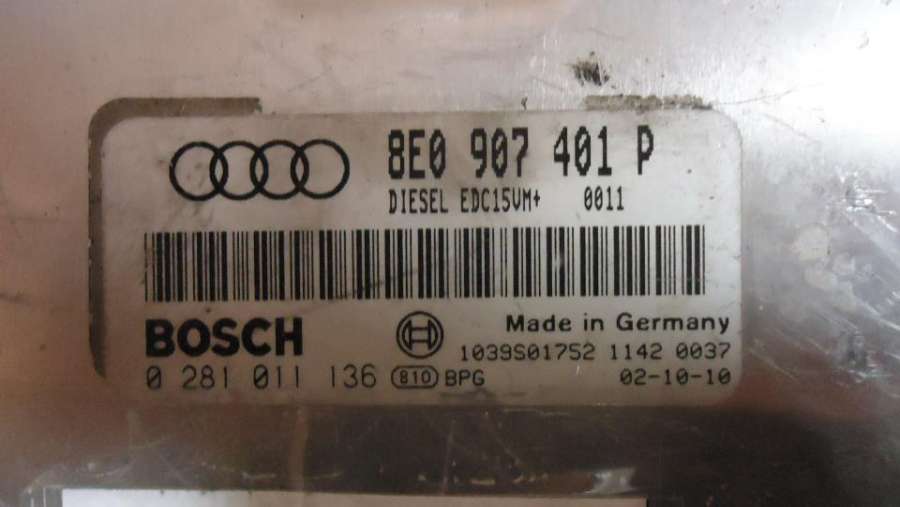 8E0 907 401 P
DIESEL EDC15VM+ 0011
BOSCH
Made in Germany
1039S01752 1142 0037
0 281 011 136 810 BPG 02-10-10